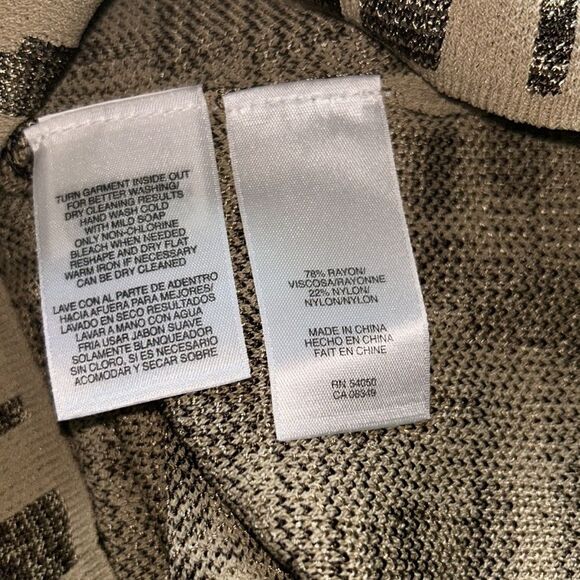 TURN GARMENT INSIDE OUT
FOR BETTER WASHING/
DRY CLEANING RESULTS
HAND WASH COLD
WITH MILD SOAP
ONLY NON-CHLORINE
BLEACH WHEN NEEDED
RESHAPE AND DRY FLAT
WARM IRON IF NECESSARY
CAN BE DRY CLEANED
LAVE CON AL PARTE DE ADENTRO
HACIA AFUERA PARA MEJORES/
LAVADO EN SECO RESULTADOS
LAVAR A MANO CON AGUA
FRIA USAR JABON SUAVE
SOLAMENTE BLANQUEADOR
SIN CLORO, SI ES NECESARIO
ACOMODAR Y SECAR SOBRE
78% RAYON/
VISCOSA/RAYONNE
22% NYLON/
NYLON/NYLON
MADE IN CHINA
HECHO EN CHINA
FAIT EN CHINE
RN 54050
CA 08349